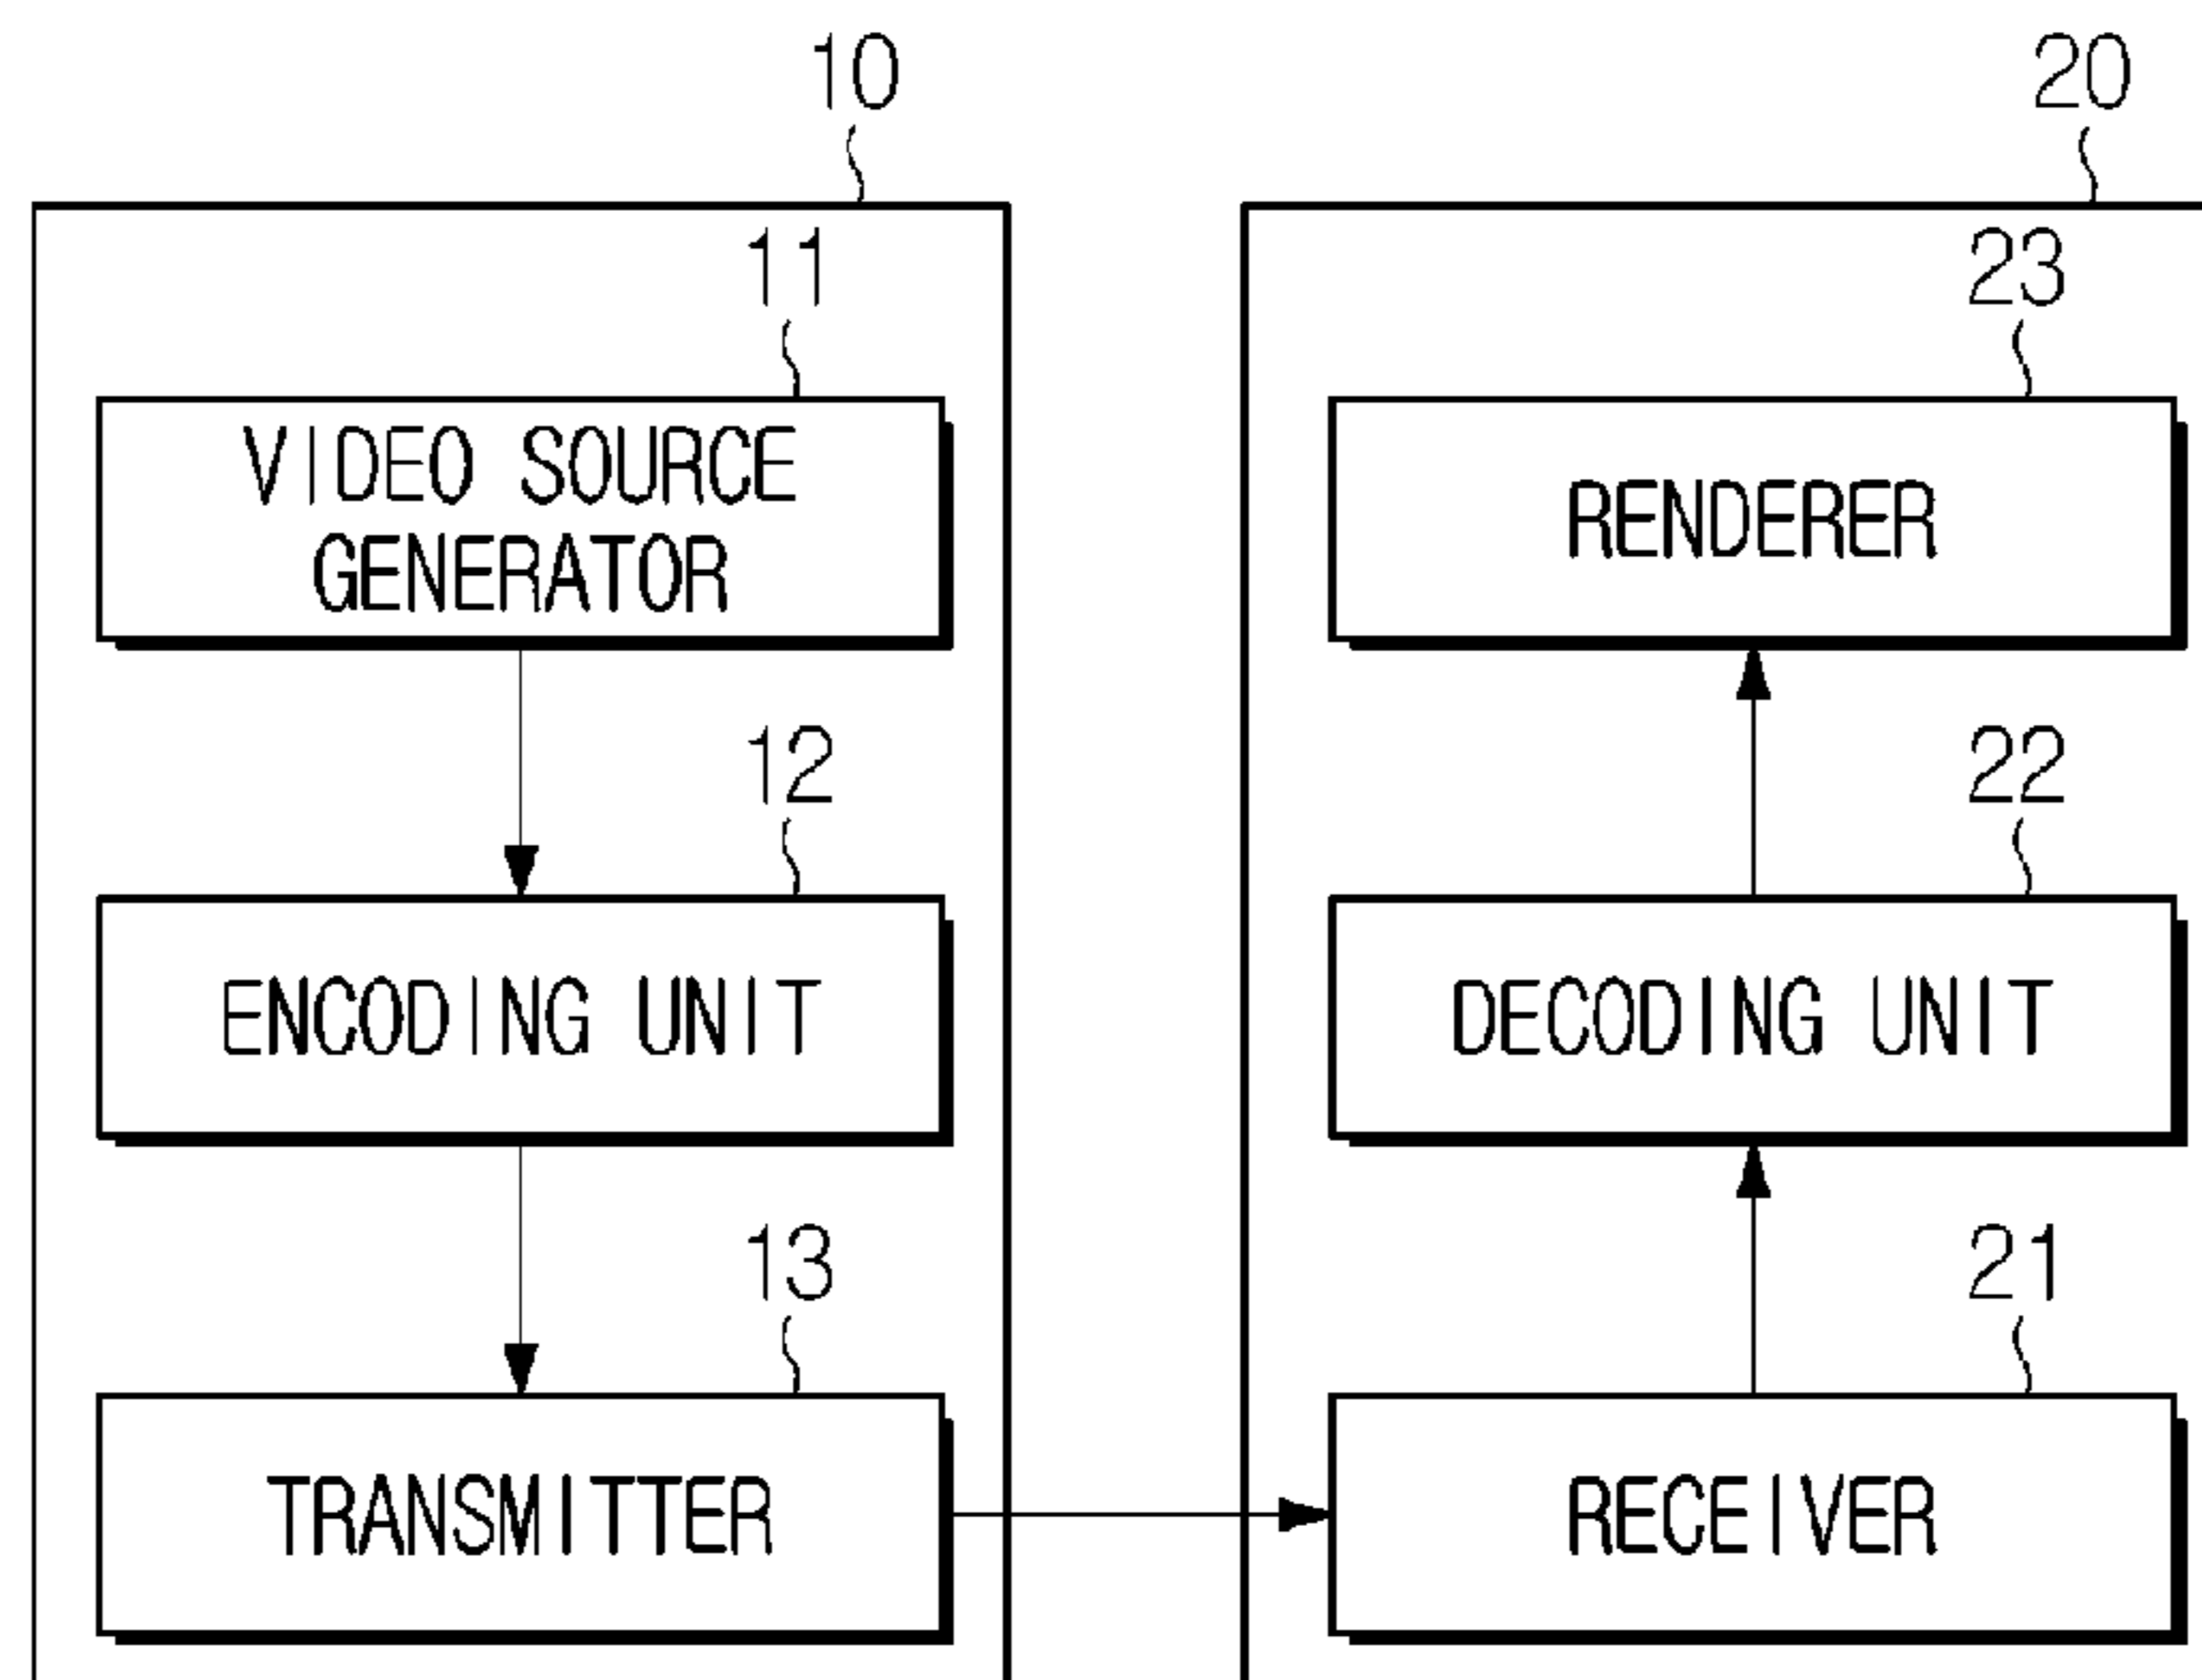 10
11
VIDEO SOURCE
GENERATOR
12
ENCODING UNIT
13
TRANSMITTER
20
23
RENDERER
22
DECODING UNIT
21
RECEIVER